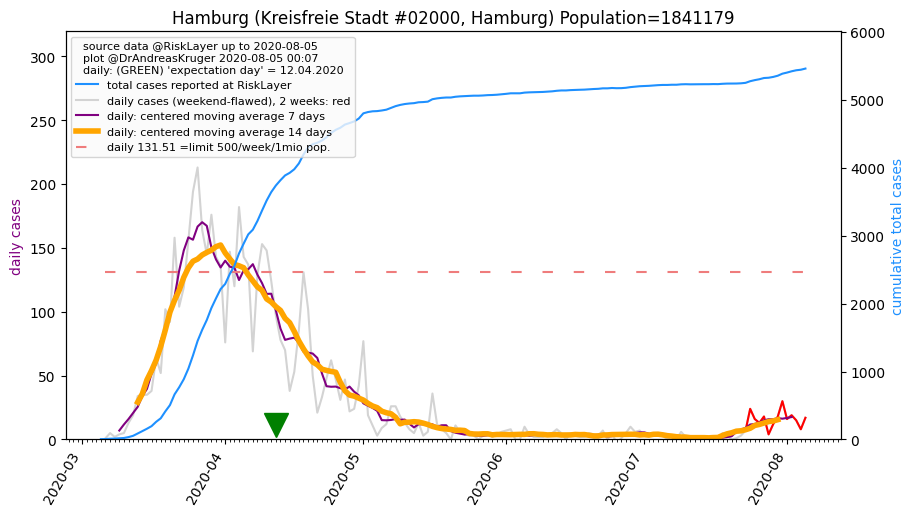 Hamburg (Kreisfreie Stadt #02000, Hamburg) Population=1841179
source data @RiskLayer up to 2020-08-05
plot @DrAndreasKruger 2020-08-05 00:07
daily: (GREEN) 'expectation day' = 12.04.2020
total cases reported at RiskLayer
daily cases (weekend-flawed), 2 weeks: red
daily: centered moving average 7 days
daily: centered moving average 14 days
daily 131.51 =limit 500/week/1mio pop.
daily cases
300
250
200
150
100
50
0
6000
5000
4000
3000
2000
1000
0
cumulative total cases
2020-03
2020-04
2020-05
2020-06
2020-07
2020-08